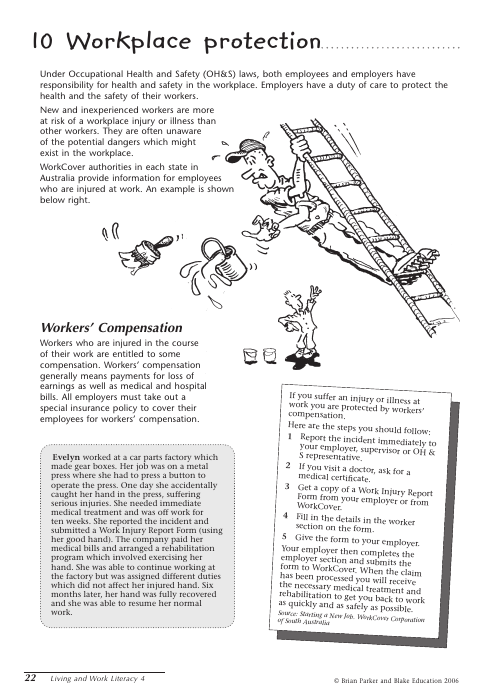 10 Workplace protection
Under Occupational Health and Safety (OH&S) laws, both employees and employers have
responsibility for health and safety in the workplace. Employers have a duty of care to protect the
health and the safety of their workers.
New and inexperienced workers are more
at risk of a workplace injury or illness than
other workers. They are often unaware
of the potential dangers which might
exist in the workplace.
WorkCover authorities in each state in
Australia provide information for employees
who are injured at work. An example is shown
below right.
Workers' Compensation
Workers who are injured in the course
of their work are entitled to some
compensation. Workers' compensation
generally means payments for loss of
earnings as well as medical and hospital
bills. All employers must take out a
special insurance policy to cover their
employees for workers' compensation.
Evelyn worked at a car parts factory which
made gear boxes. Her job was on a metal
press where she had to press a button to
operate the press. One day she accidentally
caught her hand in the press, suffering
serious injuries. She needed immediate
medical treatment and was off work for
ten weeks. She reported the incident and
submitted a Work Injury Report Form (using
her good hand). The company paid her
medical bills and arranged a rehabilitation
program which involved exercising her
hand. She was able to continue working at
the factory but was assigned different duties
which did not affect her injured hand. Six
months later, her hand was fully recovered
and she was able to resume her normal
work.
If you suffer an injury or illness at
work you are protected by workers'
compensation.
Here are the steps you should follow:
1 Report the incident immediately to
your employer, supervisor or OH &
S representative.
2 If you visit a doctor, ask for a
medical certificate.
3 Get a copy of a Work Injury Report
Form from your employer or from
WorkCover.
4 Fill in the details in the worker
section on the form.
5 Give the form to your employer.
Your employer then completes the
employer section and submits the
form to WorkCover. When the claim
has been processed you will receive
the necessary medical treatment and
rehabilitation to get you back to work
as quickly and as safely as possible.
Source: Starting a New Job. WorkCover Corporation
of South Australia
22 Living and Work Literacy 4
© Brian Parker and Blake Education 2006